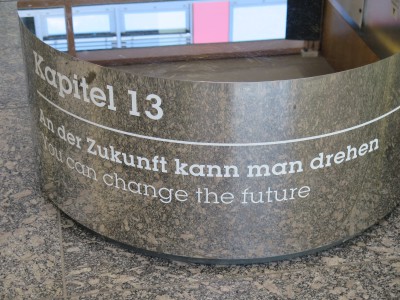 Kapitel 13
An der Zukunft kann man drehen
You can change the future